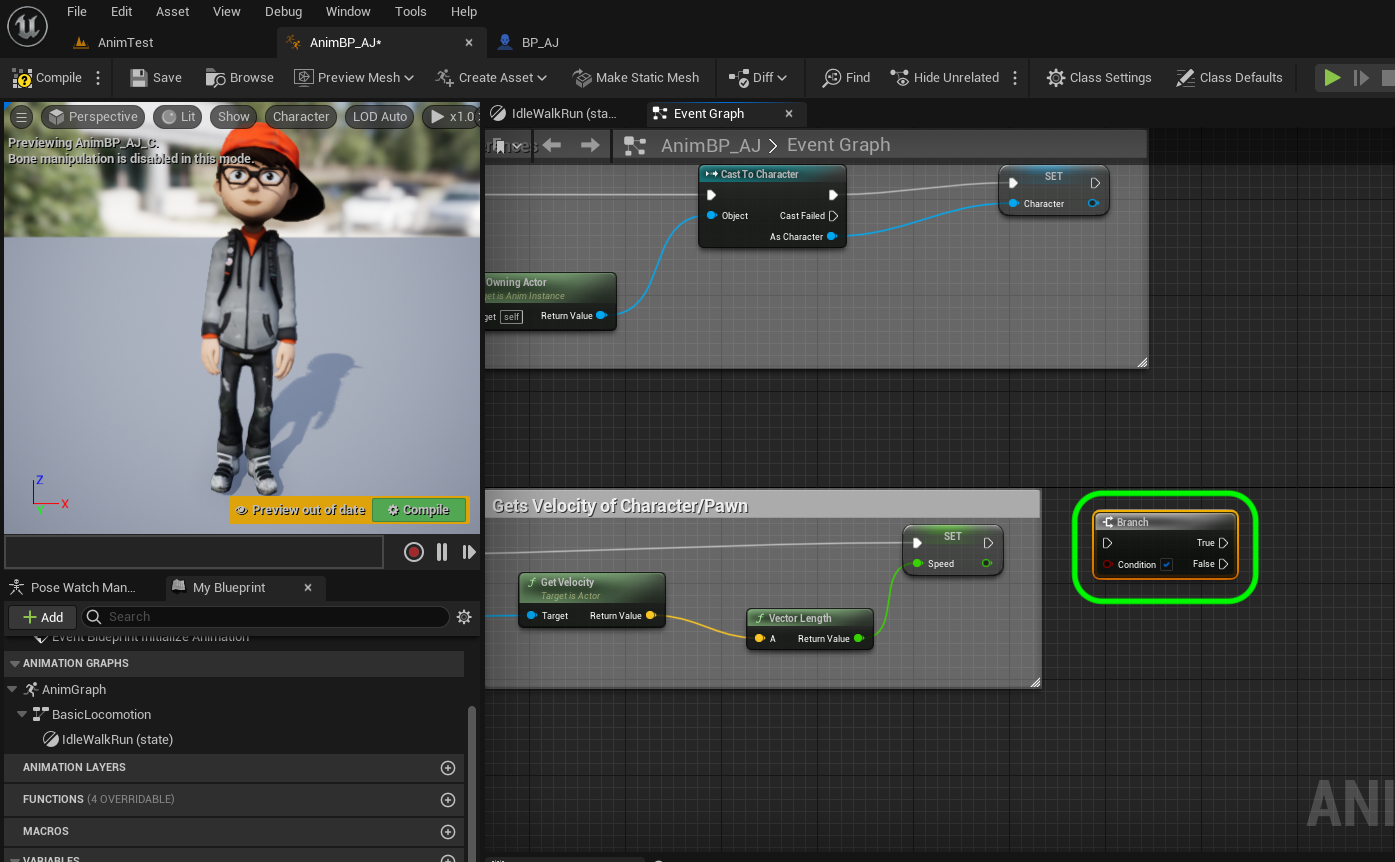 File Edit Asset View Debug Window Tools Help
AnimTest AnimBP_AJ* BP_AJ
Compile Save Browse Preview Mesh Create Asset Make Static Mesh Diff Find Hide Unrelated Class Settings Class Defaults
Perspective Lit Show Character LOD Auto x1.0
Previewing AnimBP_AJ_C.
Bone manipulation is disabled in this mode.
Z
X
Preview out of date Compile
Pose Watch Man... My Blueprint
Add Search
Event Blueprint Initialize Animation
ANIMATION GRAPHS
AnimGraph
BasicLocomotion
IdleWalkRun (state)
ANIMATION LAYERS
FUNCTIONS (4 OVERRIDABLE)
MACROS
VARIABLES
IdleWalkRun (sta... Event Graph
AnimBP_AJ > Event Graph
Cast To Character
Object Cast Failed
As Character
SET
Character
Owning Actor
get is Anim Instance
get self Return Value
Gets Velocity of Character/Pawn
SET
Speed
f Get Velocity
Target is Actor
Target Return Value
f Vector Length
A Return Value
Branch
True
Condition False
ANI